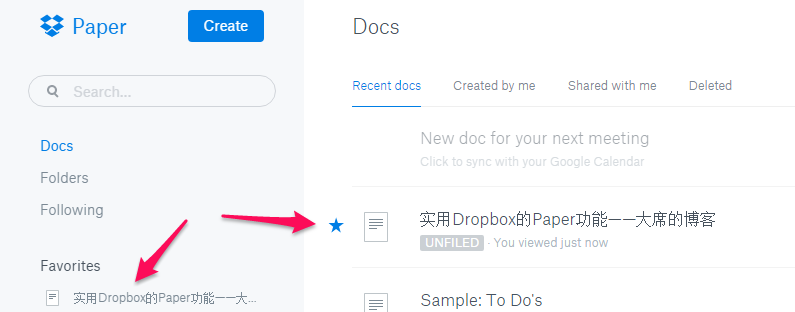 Paper
Create
Search...
Docs
Folders
Following
Favorites
实用Dropbox的Paper功能——大...
Docs
Recent docs
Created by me
Shared with me
Deleted
New doc for your next meeting
Click to sync with your Google Calendar
实用Dropbox的Paper功能——大席的博客
UNFILED · You viewed just now
Sample: To Do's